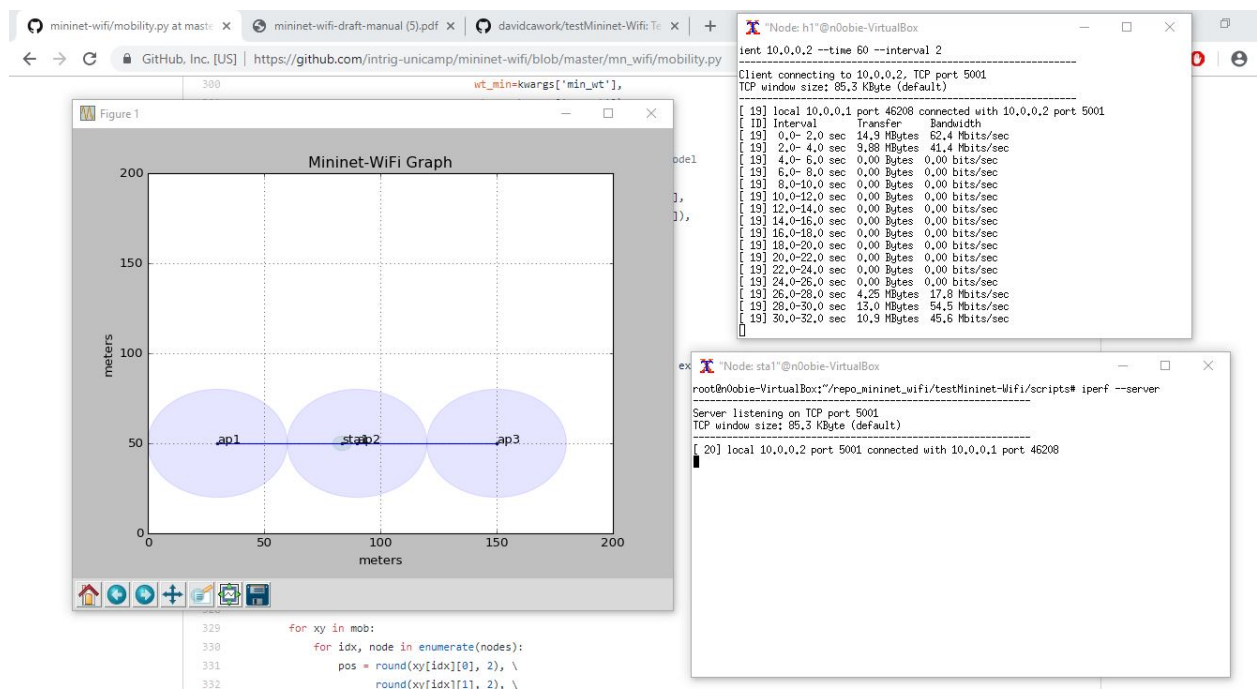 mininet-wifi/mobility.py at maste
mininet-wifi-draft-manual (5).pdf
davidcawork/testMininet-Wifi: Te
GitHub, Inc. [US] | https://github.com/intrig-unicamp/mininet-wifi/blob/master/mn_wifi/mobility.py
300 wt_min=kwargs['min_wt'],
odel
],
]),
ex
Figure 1
Mininet-WiFi Graph
200
150
100
50
0
meters
ap1
sta1
ap2
ap3
0 50 100 150 200
meters
329 for xy in mob:
330 for idx, node in enumerate(nodes):
331 pos = round(xy[idx][0], 2), \
332 round(xy[idx][1], 2), \
"Node: h1"@n0obie-VirtualBox
ient 10.0.0.2 --time 60 --interval 2
------------------------------------------------------------
Client connecting to 10.0.0.2, TCP port 5001
TCP window size: 85.3 KByte (default)
------------------------------------------------------------
[ 19] local 10.0.0.1 port 46208 connected with 10.0.0.2 port 5001
[ ID] Interval Transfer Bandwidth
[ 19] 0.0- 2.0 sec 14.9 MBytes 62.4 Mbits/sec
[ 19] 2.0- 4.0 sec 9.88 MBytes 41.4 Mbits/sec
[ 19] 4.0- 6.0 sec 0.00 Bytes 0.00 bits/sec
[ 19] 6.0- 8.0 sec 0.00 Bytes 0.00 bits/sec
[ 19] 8.0-10.0 sec 0.00 Bytes 0.00 bits/sec
[ 19] 10.0-12.0 sec 0.00 Bytes 0.00 bits/sec
[ 19] 12.0-14.0 sec 0.00 Bytes 0.00 bits/sec
[ 19] 14.0-16.0 sec 0.00 Bytes 0.00 bits/sec
[ 19] 16.0-18.0 sec 0.00 Bytes 0.00 bits/sec
[ 19] 18.0-20.0 sec 0.00 Bytes 0.00 bits/sec
[ 19] 20.0-22.0 sec 0.00 Bytes 0.00 bits/sec
[ 19] 22.0-24.0 sec 0.00 Bytes 0.00 bits/sec
[ 19] 24.0-26.0 sec 0.00 Bytes 0.00 bits/sec
[ 19] 26.0-28.0 sec 4.25 MBytes 17.8 Mbits/sec
[ 19] 28.0-30.0 sec 13.0 MBytes 54.5 Mbits/sec
[ 19] 30.0-32.0 sec 10.9 MBytes 45.6 Mbits/sec
"Node: sta1"@n0obie-VirtualBox
root@n0obie-VirtualBox:~/repo_mininet_wifi/testMininet-Wifi/scripts# iperf --server
------------------------------------------------------------
Server listening on TCP port 5001
TCP window size: 85.3 KByte (default)
------------------------------------------------------------
[ 20] local 10.0.0.2 port 5001 connected with 10.0.0.1 port 46208